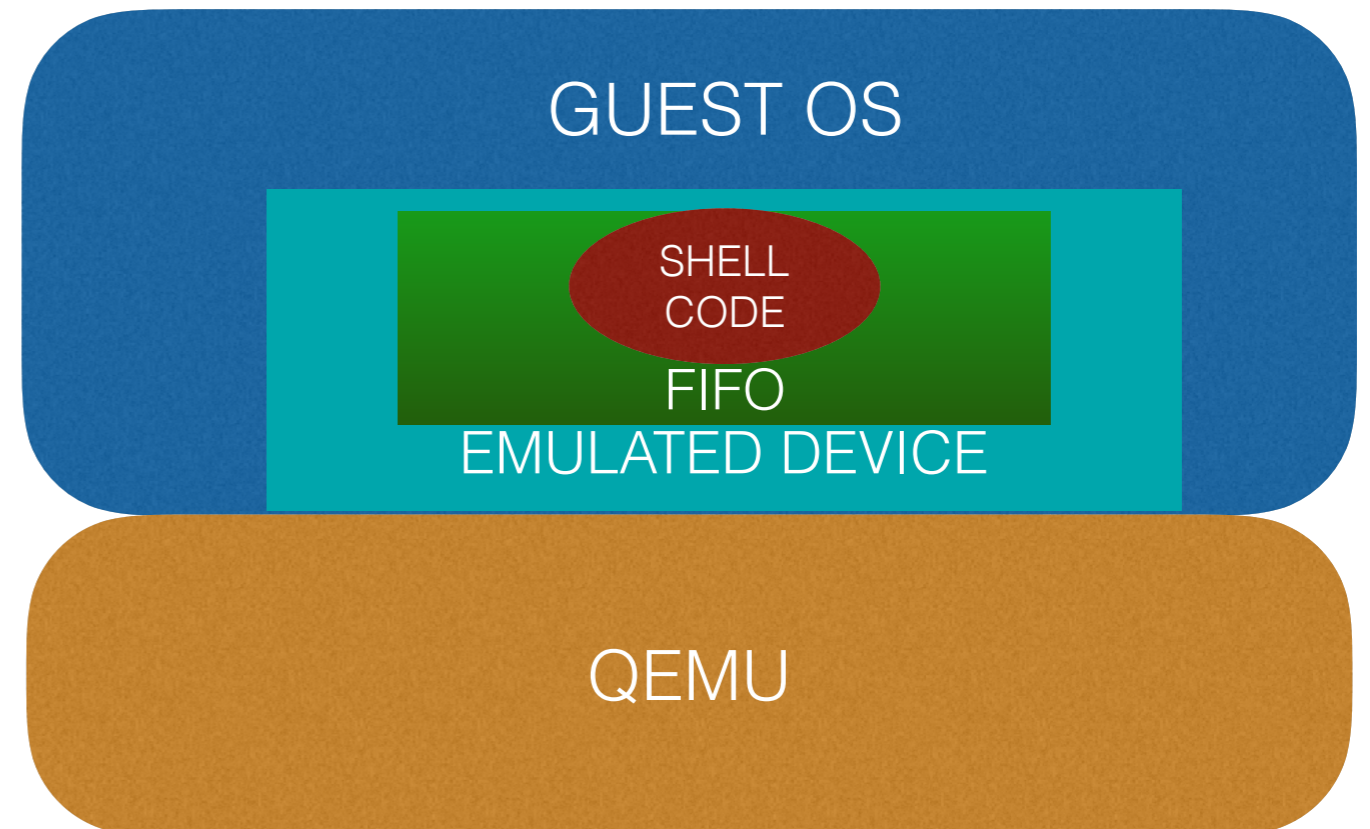 GUEST OS
SHELL
CODE
FIFO
EMULATED DEVICE
QEMU